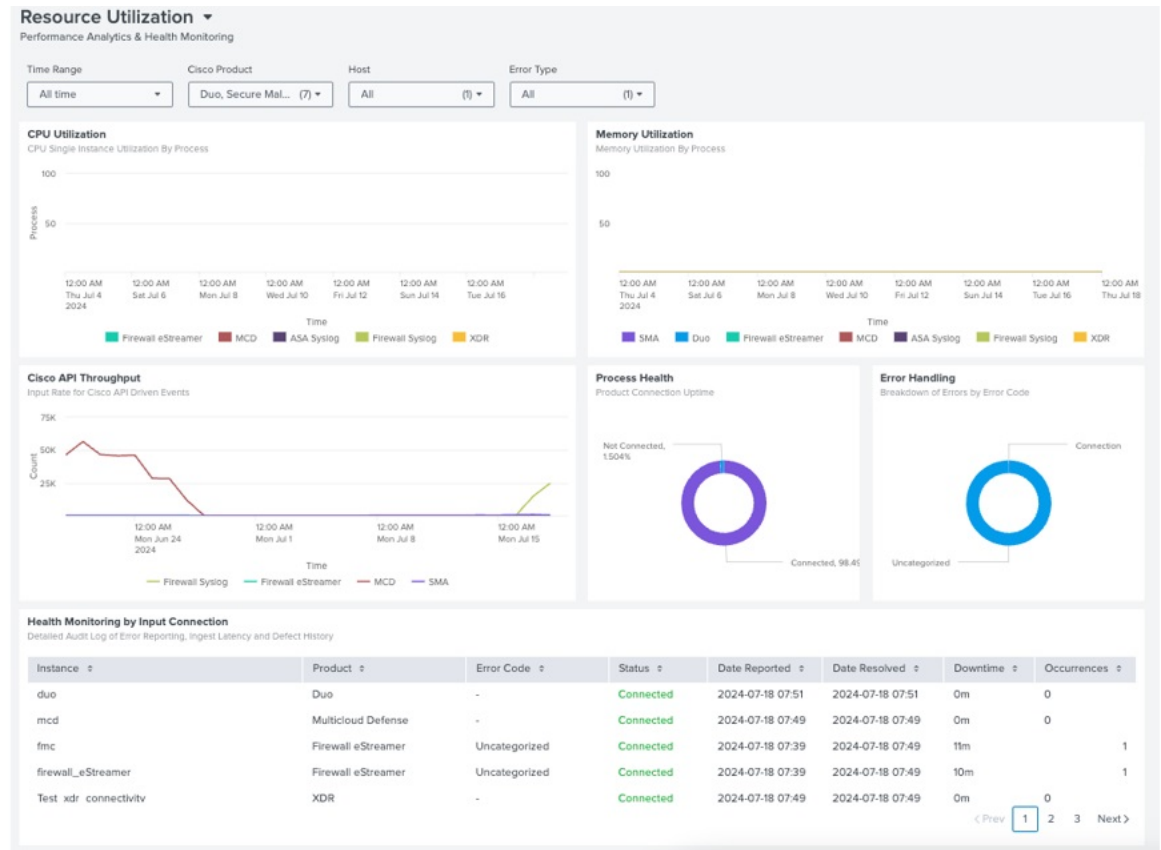 Resource Utilization
Performance Analytics & Health Monitoring
Time Range Cisco Product Host Error Type
All time Duo, Secure Mal... (7) All (1) All (1)
CPU Utilization
CPU Single Instance Utilization By Process
100
50
Process
12:00 AM 12:00 AM 12:00 AM 12:00 AM 12:00 AM 12:00 AM 12:00 AM
Thu Jul 4 Sat Jul 6 Mon Jul 8 Wed Jul 10 Fri Jul 12 Sun Jul 14 Tue Jul 16
2024
Time
Firewall eStreamer MCD ASA Syslog Firewall Syslog XDR
Memory Utilization
Memory Utilization By Process
100
50
12:00 AM 12:00 AM 12:00 AM 12:00 AM 12:00 AM 12:00 AM 12:00 AM 12:00 AM
Thu Jul 4 Sat Jul 6 Mon Jul 8 Wed Jul 10 Fri Jul 12 Sun Jul 14 Tue Jul 16 Thu Jul 18
2024
Time
SMA Duo Firewall eStreamer MCD ASA Syslog Firewall Syslog XDR
Cisco API Throughput
Input Rate for Cisco API Driven Events
75K
50K
25K
Count
12:00 AM 12:00 AM 12:00 AM 12:00 AM
Mon Jun 24 Mon Jul 1 Mon Jul 8 Mon Jul 15
2024
Time
Firewall Syslog Firewall eStreamer MCD SMA
Process Health
Product Connection Uptime
Not Connected,
1.504%
Connected, 98.49
Error Handling
Breakdown of Errors by Error Code
Connection
Uncategorized
Health Monitoring by Input Connection
Detailed Audit Log of Error Reporting, Ingest Latency and Defect History
Instance Product Error Code Status Date Reported Date Resolved Downtime Occurrences
duo Duo - Connected 2024-07-18 07:51 2024-07-18 07:51 0m 0
mcd Multicloud Defense - Connected 2024-07-18 07:49 2024-07-18 07:49 0m 0
fmc Firewall eStreamer Uncategorized Connected 2024-07-18 07:39 2024-07-18 07:49 11m 1
firewall_eStreamer Firewall eStreamer Uncategorized Connected 2024-07-18 07:39 2024-07-18 07:49 10m 1
Test_xdr_connectivity XDR - Connected 2024-07-18 07:49 2024-07-18 07:49 0m 0
< Prev 1 2 3 Next >